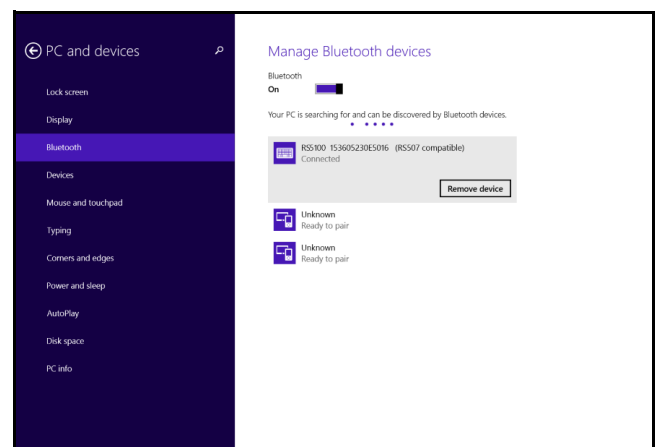 PC and devices
Lock screen
Display
Bluetooth
Devices
Mouse and touchpad
Typing
Corners and edges
Power and sleep
AutoPlay
Disk space
PC info
Manage Bluetooth devices
Bluetooth
On
Your PC is searching for and can be discovered by Bluetooth devices.
RS5100 153605230E5016 (RS507 compatible)
Connected
Remove device
Unknown
Ready to pair
Unknown
Ready to pair